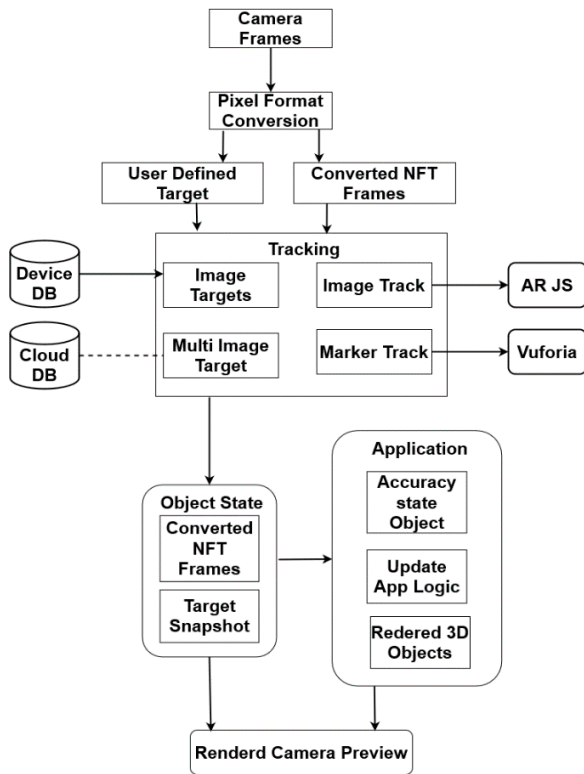 Camera
Frames
Pixel Format
Conversion
User Defined
Target
Converted NFT
Frames
Tracking
Device
DB
Image
Targets
Image Track
AR JS
Cloud
DB
Multi Image
Target
Marker Track
Vuforia
Object State
Converted
NFT
Frames
Target
Snapshot
Application
Accuracy
state
Object
Update
App Logic
Redered 3D
Objects
Renderd Camera Preview